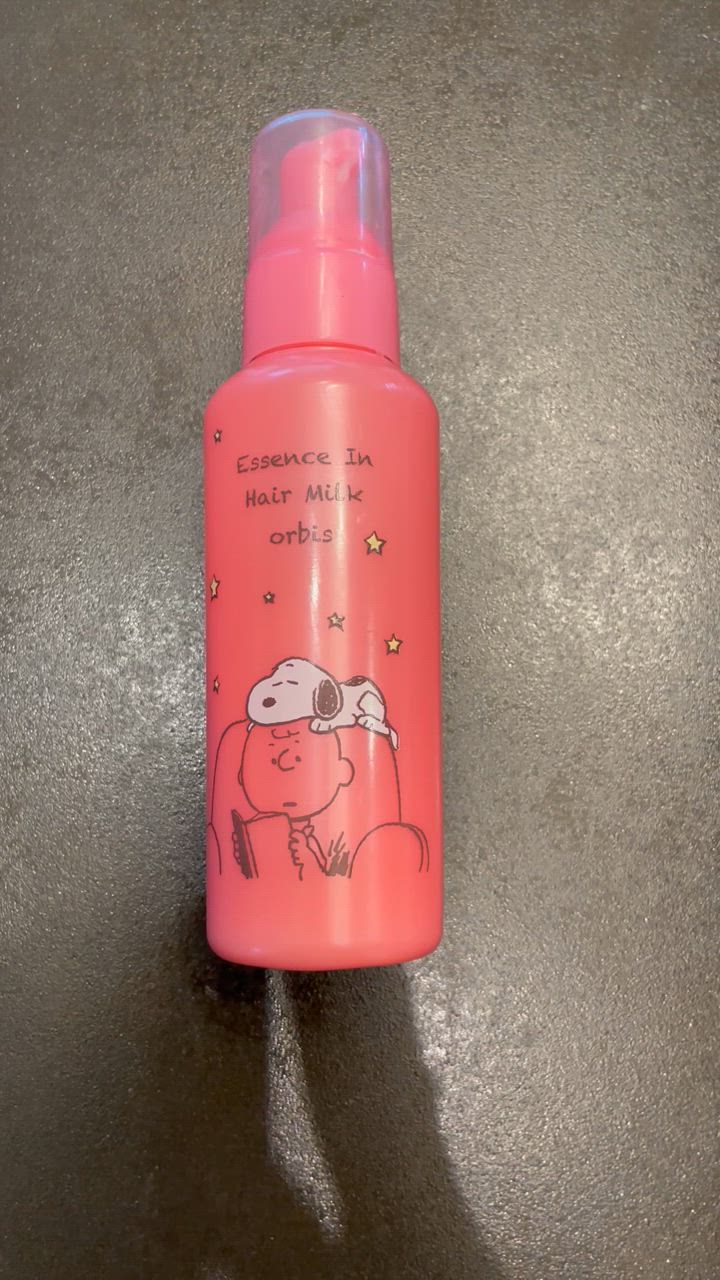 Essence In
Hair Milk
orbis